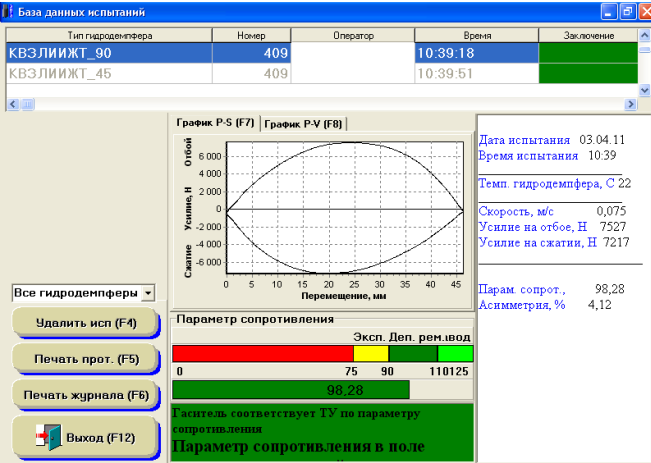 База данных испытаний
Тип гидродемпфера Номер Оператор Время Заключение
КВЗЛИИЖТ_90 409 10:39:18
КВЗЛИИЖТ_45 409 10:39:51
График P-S (F7) График P-V (F8)
Сжатие Усилие, Н Отбой
6 000
4 000
2 000
0
-2 000
-4 000
-6 000
0 5 10 15 20 25 30 35 40 45
Перемещение, мм
Дата испытания 03.04.11
Время испытания 10:39
Темп. гидродемпфера, С 22
Скорость, м/с 0,075
Усилие на отбое, Н 7527
Усилие на сжатии, Н 7217
Парам. сопрот., 98,28
Асимметрия, % 4,12
Все гидродемпферы
Удалить исп (F4)
Печать прот. (F5)
Печать журнала (F6)
Выход (F12)
Параметр сопротивления
Эксп. Деп. рем.
0 75 90 110 125
98,28
Гаситель соответствует ТУ по параметру
сопротивления
Параметр сопротивления в поле